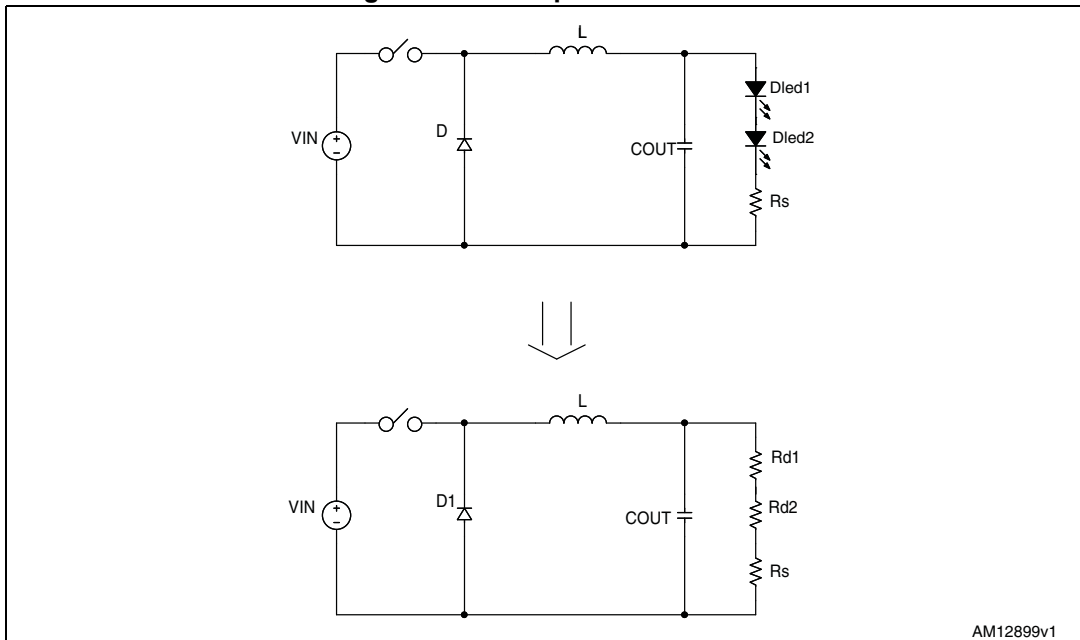 L
Dled1
D
VIN
+
−
COUT
Dled2
Rs
L
Rd1
D1
VIN
+
−
COUT
Rd2
Rs
AM12899v1